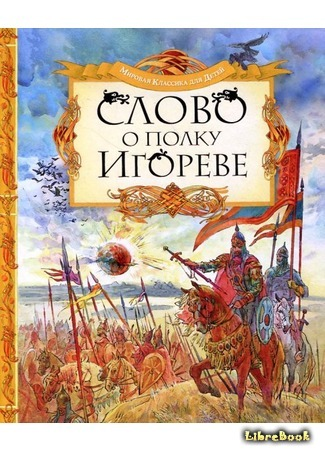 Мировая Классика для Детей
СЛОВО
О ПОЛКУ
ИГОРЕВЕ
LibreBook